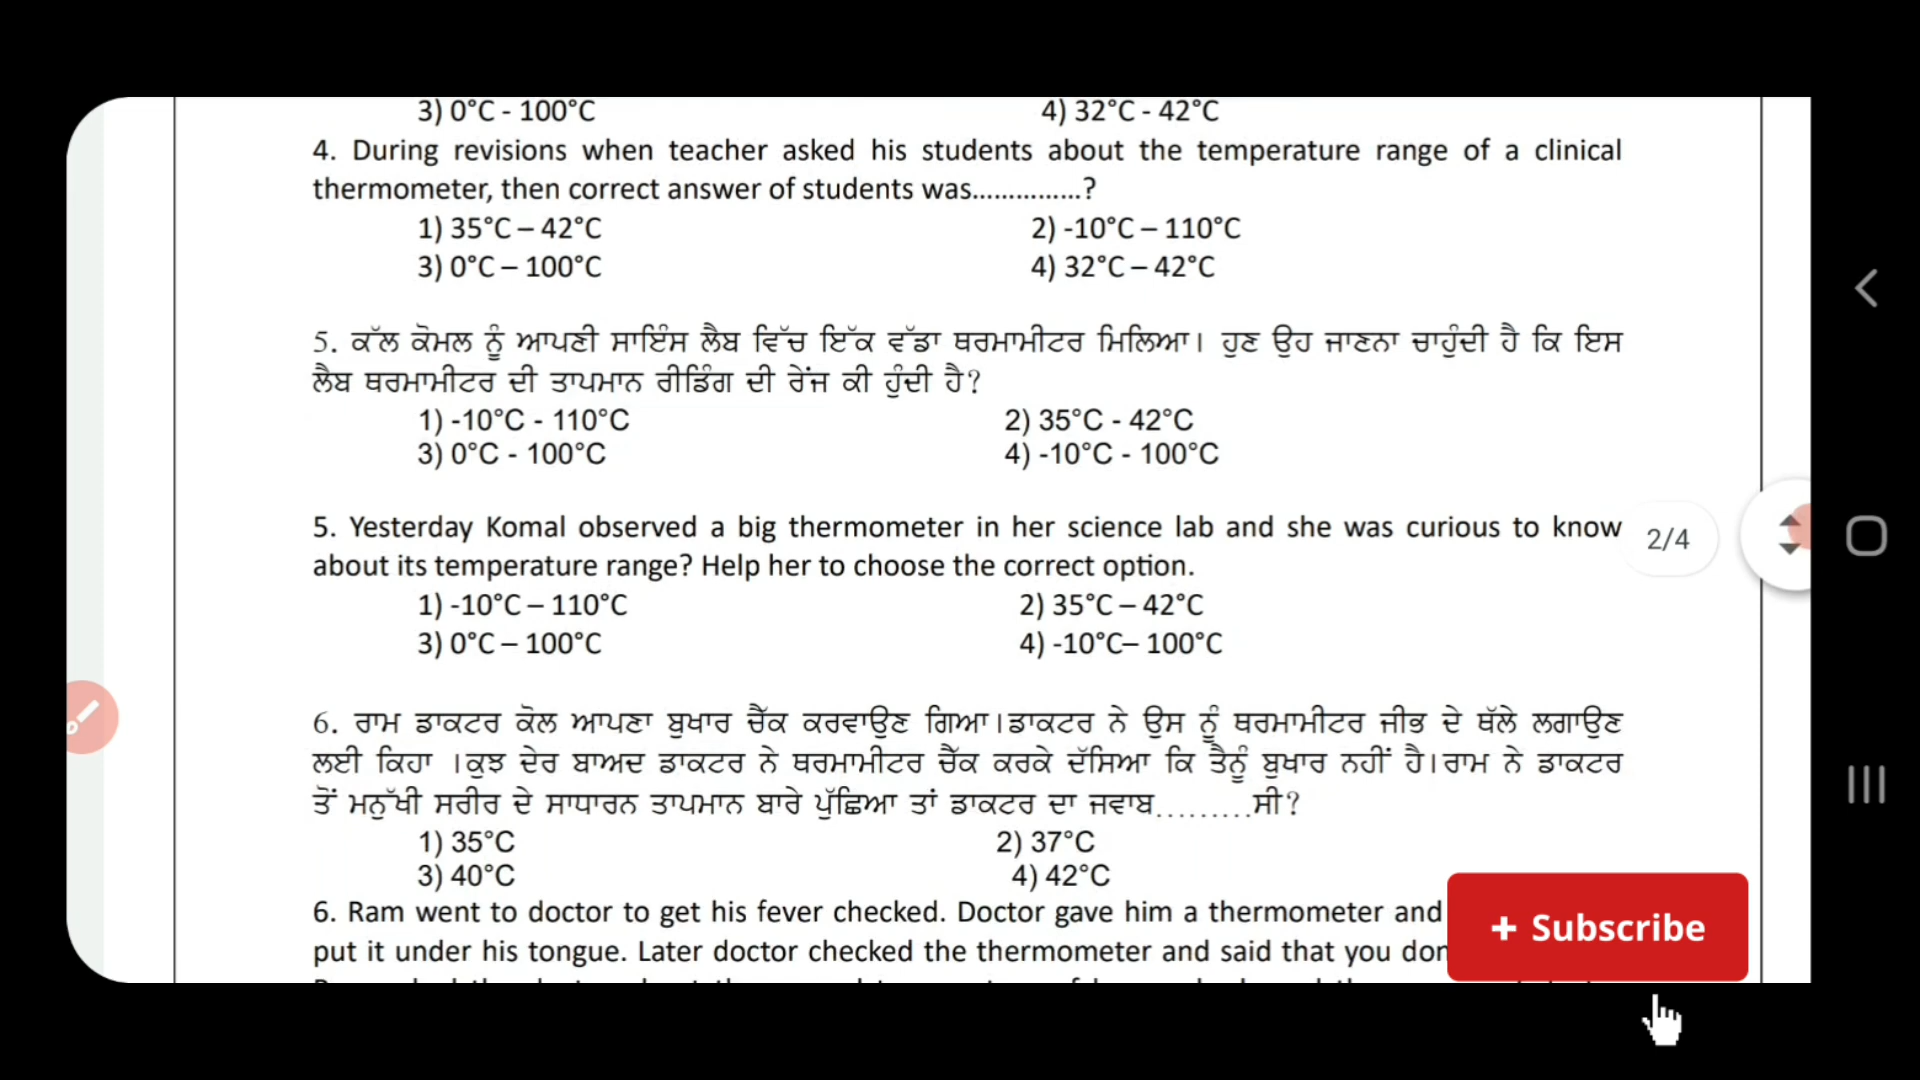 3) 0°C - 100°C 4) 32°C - 42°C
4. During revisions when teacher asked his students about the temperature range of a clinical
thermometer, then correct answer of students was……………?
1) 35°C – 42°C 2) -10°C – 110°C
3) 0°C – 100°C 4) 32°C – 42°C
5. ਕੱਲ ਕੋਮਲ ਨੂੰ ਆਪਣੀ ਸਾਇੰਸ ਲੈਬ ਵਿੱਚ ਇੱਕ ਵੱਡਾ ਥਰਮਾਮੀਟਰ ਮਿਲਿਆ। ਹੁਣ ਉਹ ਜਾਣਨਾ ਚਾਹੁੰਦੀ ਹੈ ਕਿ ਇਸ
ਲੈਬ ਥਰਮਾਮੀਟਰ ਦੀ ਤਾਪਮਾਨ ਰੀਡਿੰਗ ਦੀ ਰੇਂਜ ਕੀ ਹੁੰਦੀ ਹੈ?
1) -10°C - 110°C 2) 35°C - 42°C
3) 0°C - 100°C 4) -10°C - 100°C
5. Yesterday Komal observed a big thermometer in her science lab and she was curious to know
about its temperature range? Help her to choose the correct option.
2/4
1) -10°C – 110°C 2) 35°C – 42°C
3) 0°C – 100°C 4) -10°C– 100°C
6. ਰਾਮ ਡਾਕਟਰ ਕੋਲ ਆਪਣਾ ਬੁਖਾਰ ਚੈੱਕ ਕਰਵਾਉਣ ਗਿਆ।ਡਾਕਟਰ ਨੇ ਉਸ ਨੂੰ ਥਰਮਾਮੀਟਰ ਜੀਭ ਦੇ ਥੱਲੇ ਲਗਾਉਣ
ਲਈ ਕਿਹਾ ।ਕੁਝ ਦੇਰ ਬਾਅਦ ਡਾਕਟਰ ਨੇ ਥਰਮਾਮੀਟਰ ਚੈੱਕ ਕਰਕੇ ਦੱਸਿਆ ਕਿ ਤੈਨੂੰ ਬੁਖਾਰ ਨਹੀਂ ਹੈ।ਰਾਮ ਨੇ ਡਾਕਟਰ
ਤੋਂ ਮਨੁੱਖੀ ਸਰੀਰ ਦੇ ਸਾਧਾਰਨ ਤਾਪਮਾਨ ਬਾਰੇ ਪੁੱਛਿਆ ਤਾਂ ਡਾਕਟਰ ਦਾ ਜਵਾਬ.........ਸੀ?
1) 35°C 2) 37°C
3) 40°C 4) 42°C
6. Ram went to doctor to get his fever checked. Doctor gave him a thermometer and
put it under his tongue. Later doctor checked the thermometer and said that you don
+ Subscribe